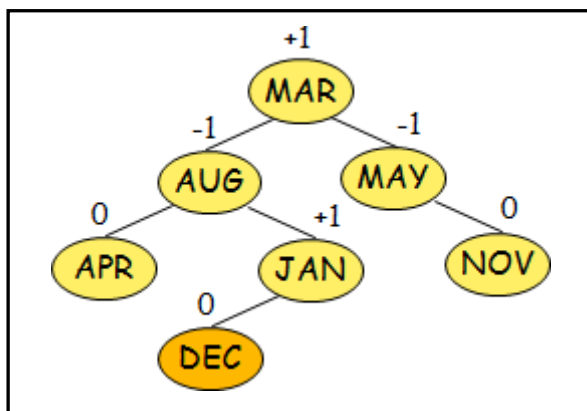 +1
MAR
-1 -1
AUG MAY
0 +1 0
APR JAN NOV
0
DEC